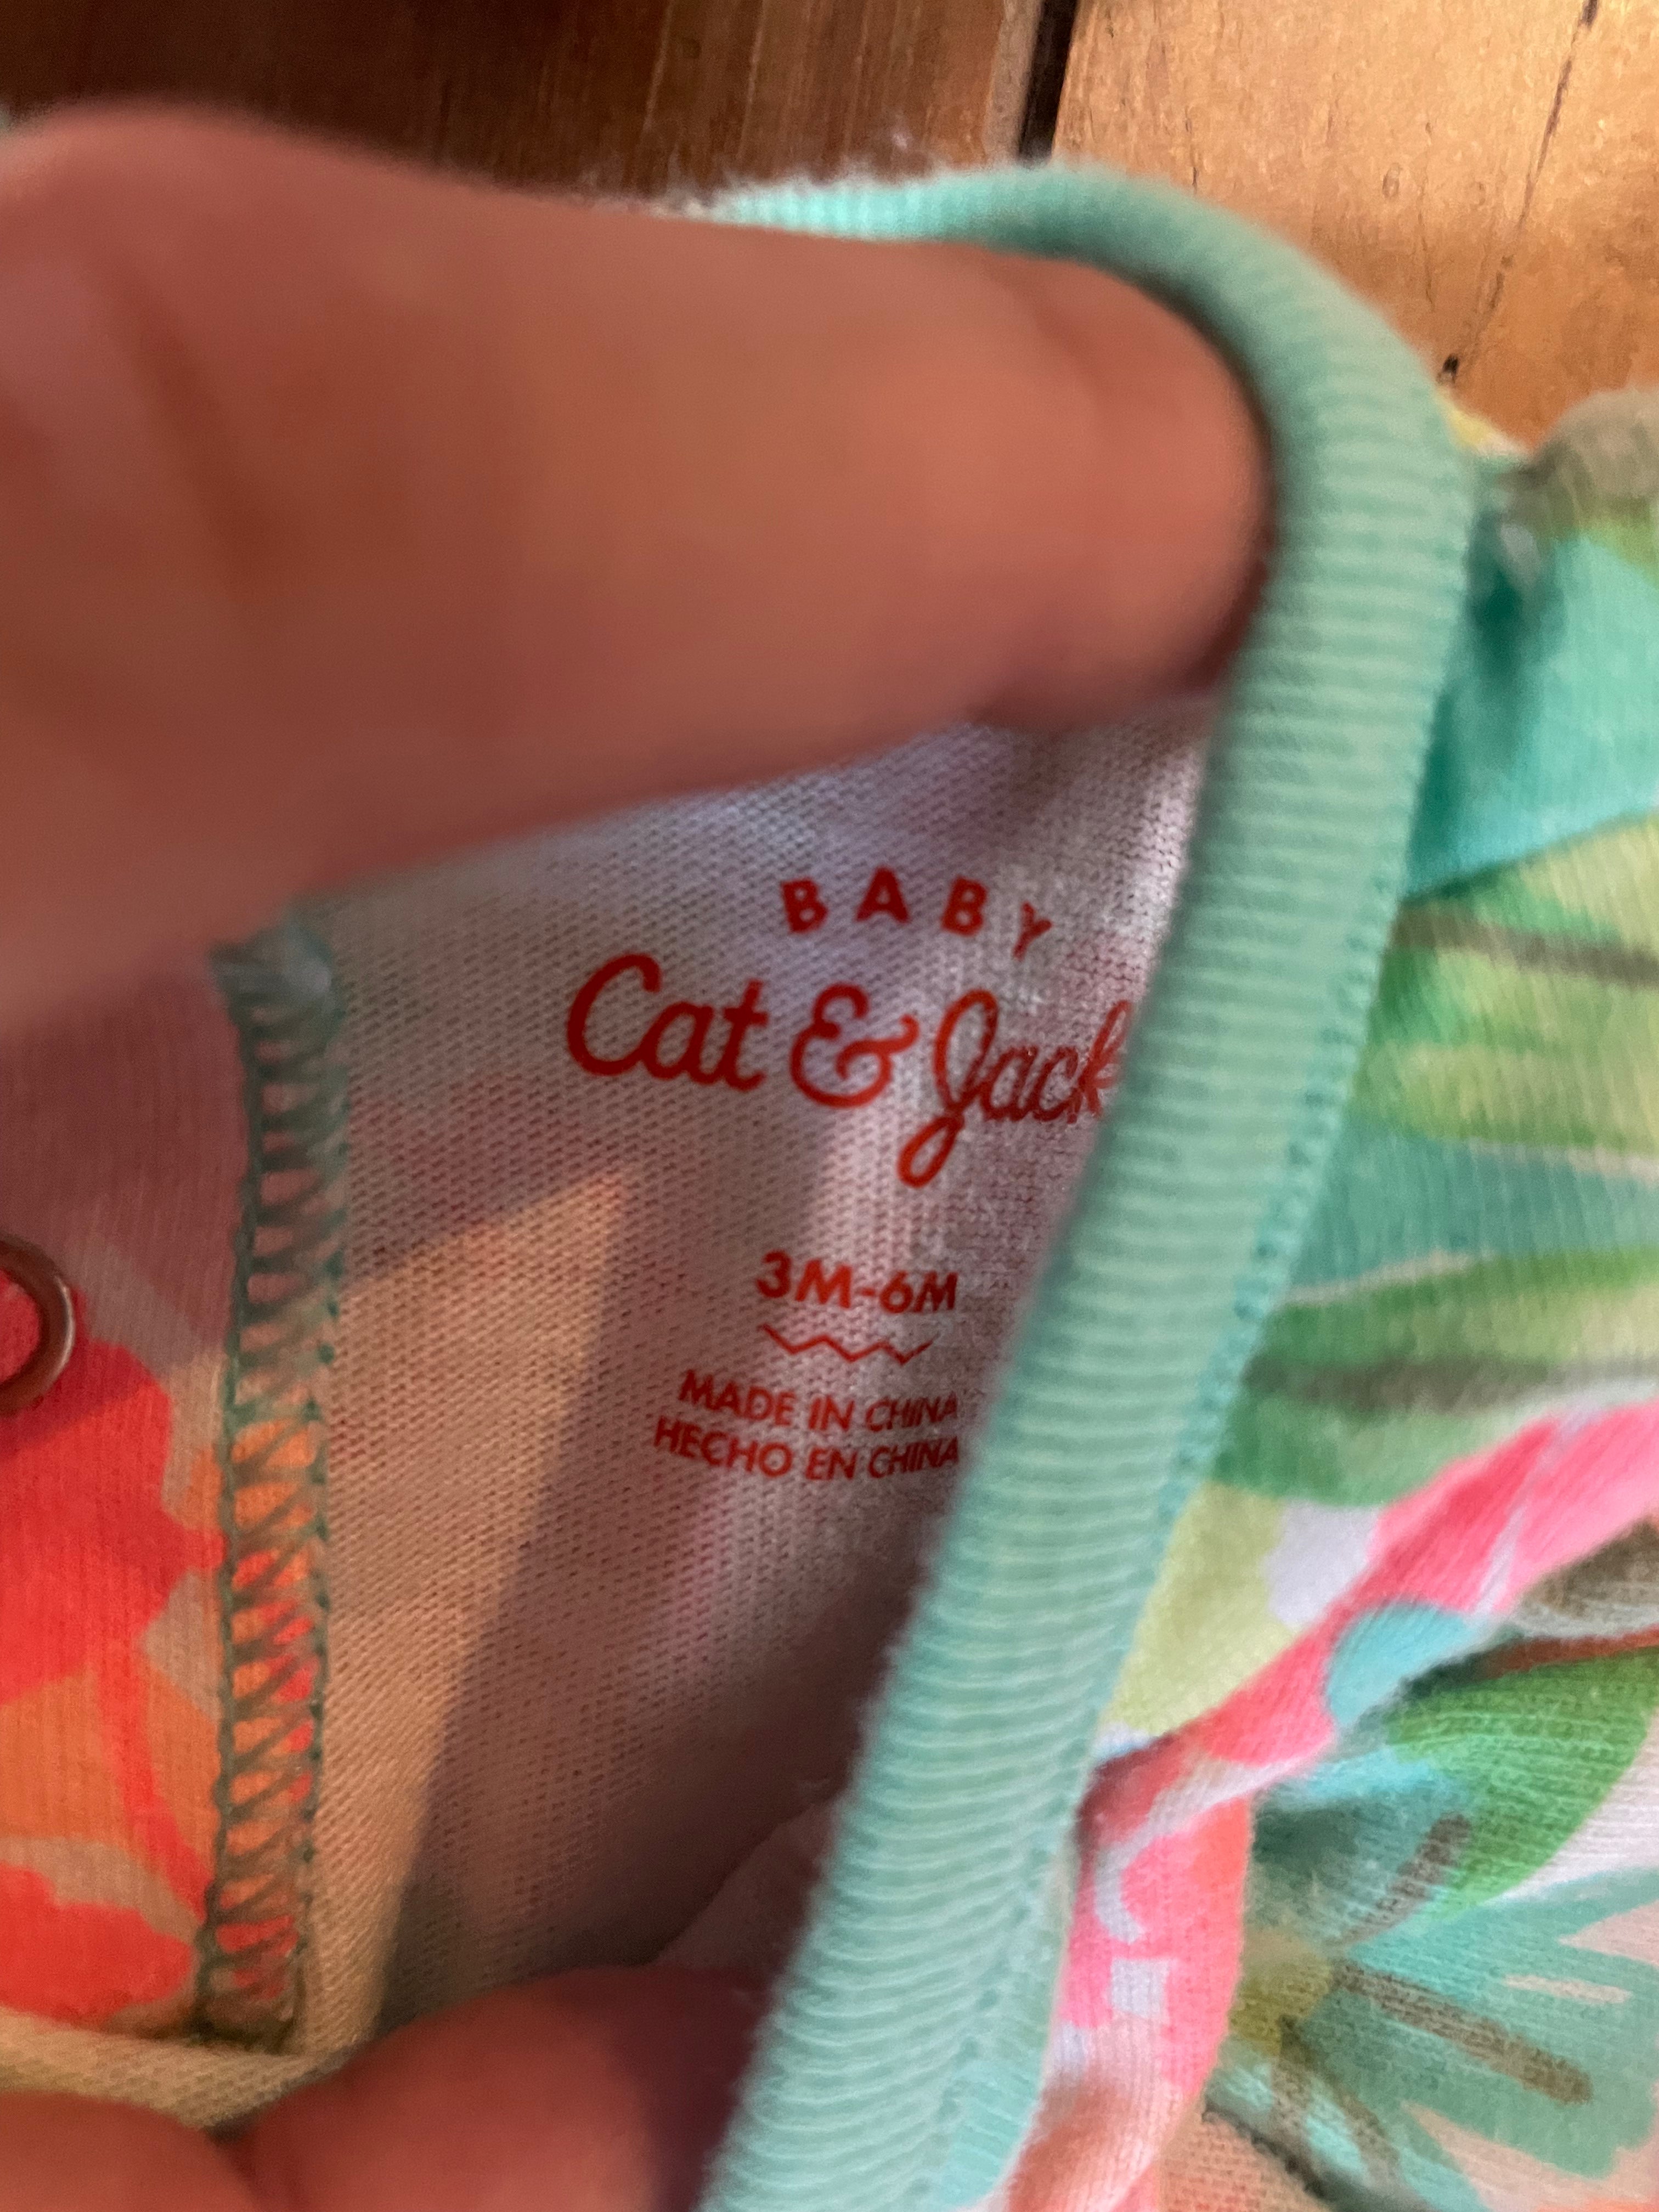 BABY
Cat & Jack
3M-6M
MADE IN CHINA
HECHO EN CHINA